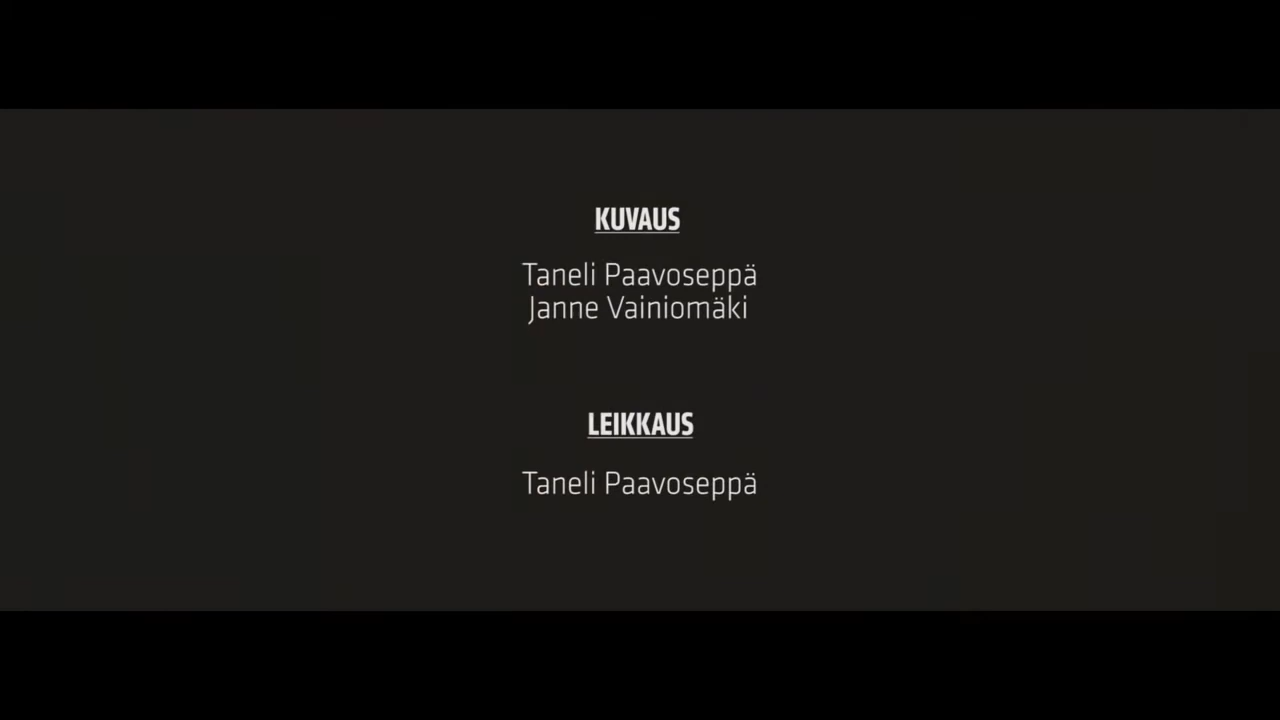 KUVAUS
Taneli Paavoseppä
Janne Vainiomäki
LEIKKAUS
Taneli Paavoseppä